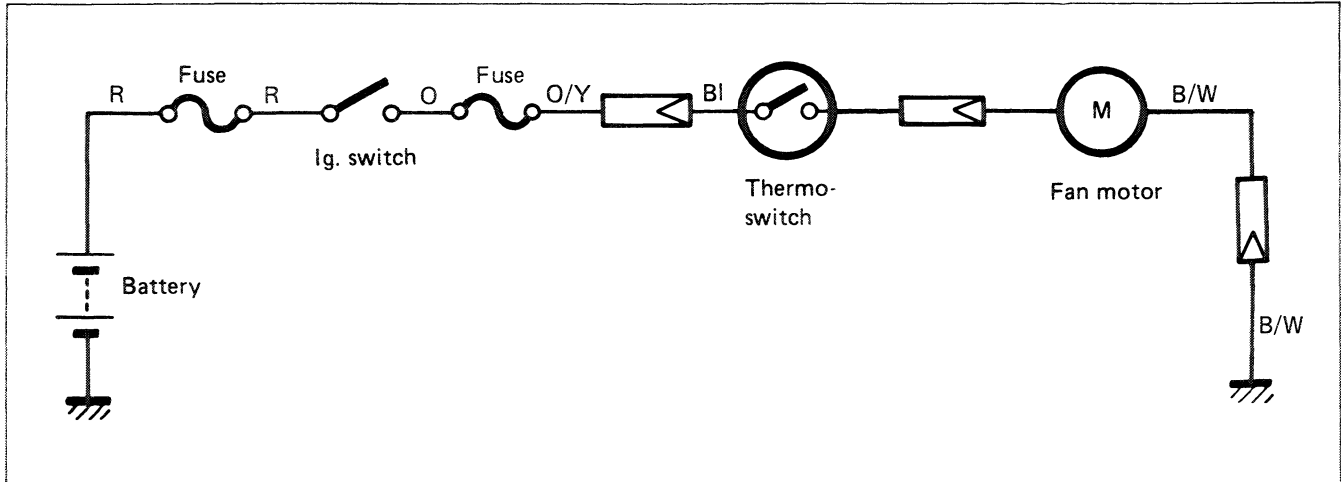 Fuse
Fuse
R
R
O
O/Y
Bl
M
B/W
Ig. switch
Thermo-
switch
Fan motor
Battery
B/W